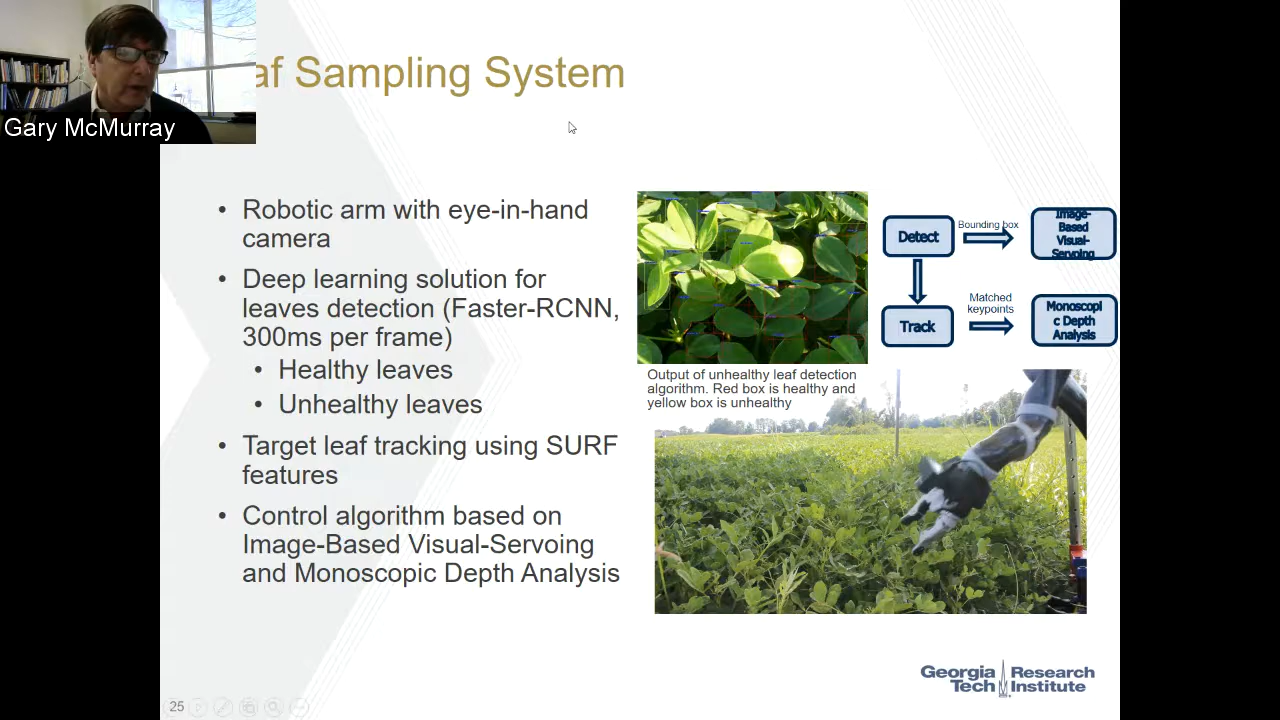 Gary McMurray
af Sampling System
• Robotic arm with eye-in-hand
camera
• Deep learning solution for
leaves detection (Faster-RCNN,
300ms per frame)
• Healthy leaves
• Unhealthy leaves
• Target leaf tracking using SURF
features
• Control algorithm based on
Image-Based Visual-Servoing
and Monoscopic Depth Analysis
Output of unhealthy leaf detection
algorithm. Red box is healthy and
yellow box is unhealthy
Detect
Bounding box
Image-
Based
Visual-
Servoing
Track
Matched
keypoints
Monoscopi
c Depth
Analysis
Georgia
Tech
Research
Institute
25